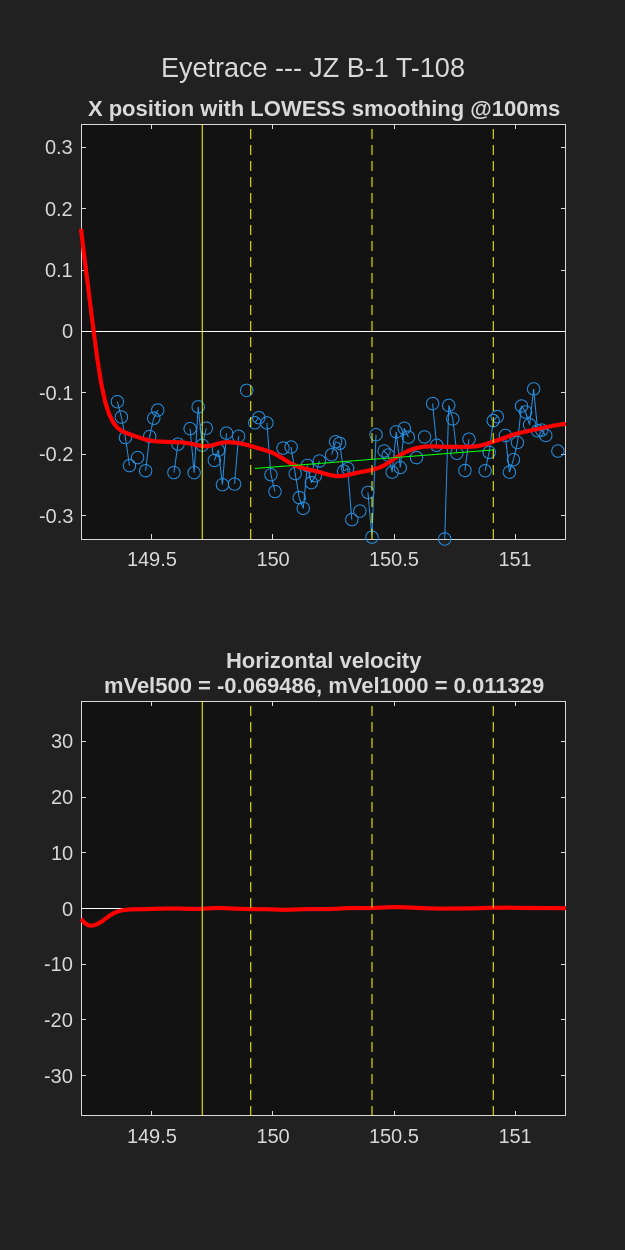 Eyetrace --- JZ B-1 T-108
X position with LOWESS smoothing @100ms
0.3
0.2
0.1
0
-0.1
-0.2
-0.3
149.5 150 150.5 151
Horizontal velocity
mVel500 = -0.069486, mVel1000 = 0.011329
30
20
10
0
-10
-20
-30
149.5 150 150.5 151